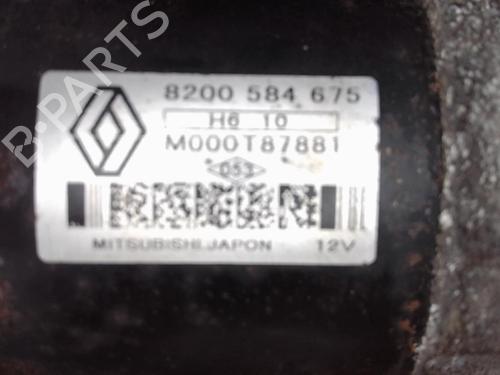 8200 584 675
H6 10
M000T87881
053
MITSUBISHI.JAPON 12V
B-PARTS